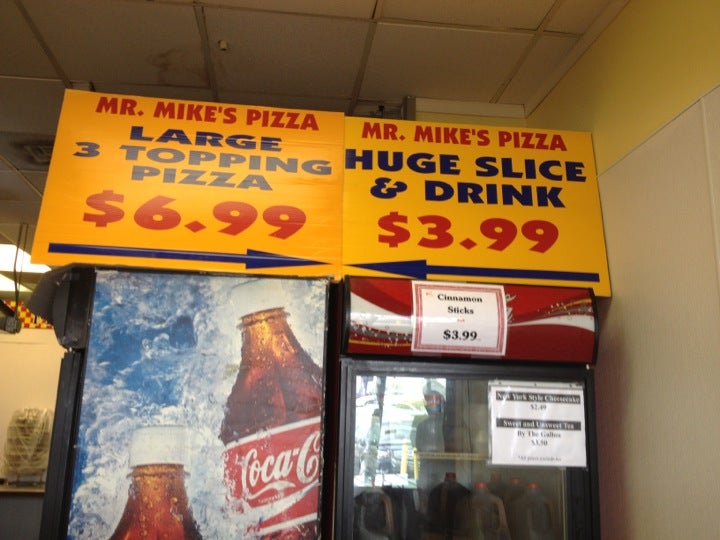 MR. MIKE'S PIZZA
LARGE
3 TOPPING
PIZZA
$6.99
MR. MIKE'S PIZZA
HUGE SLICE
& DRINK
$3.99
Cinnamon
Sticks
$3.99
New York Style Cheesecake
$2.49
Sweet and Unsweet Tea
By The Gallon
$3.50
Coca-C